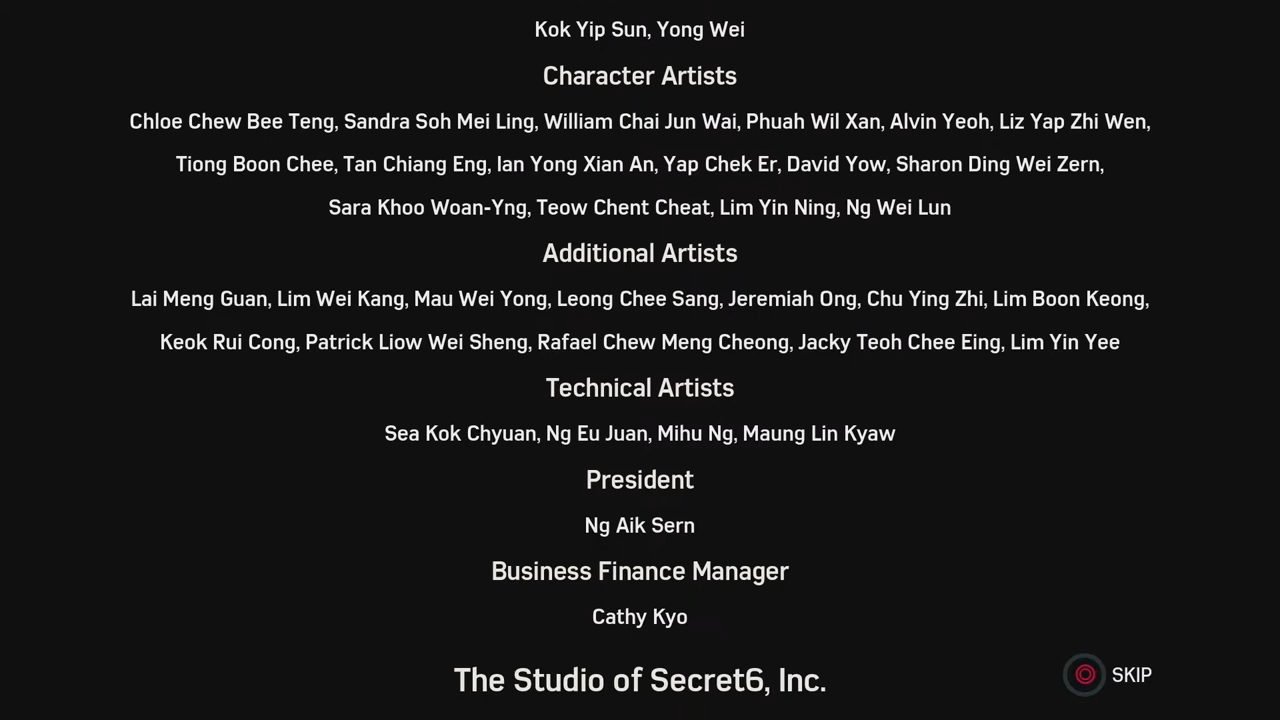 Kok Yip Sun, Yong Wei
Character Artists
Chloe Chew Bee Teng, Sandra Soh Mei Ling, William Chai Jun Wai, Phuah Wil Xan, Alvin Yeoh, Liz Yap Zhi Wen,
Tiong Boon Chee, Tan Chiang Eng, Ian Yong Xian An, Yap Chek Er, David Yow, Sharon Ding Wei Zern,
Sara Khoo Woan-Yng, Teow Chent Cheat, Lim Yin Ning, Ng Wei Lun
Additional Artists
Lai Meng Guan, Lim Wei Kang, Mau Wei Yong, Leong Chee Sang, Jeremiah Ong, Chu Ying Zhi, Lim Boon Keong,
Keok Rui Cong, Patrick Liow Wei Sheng, Rafael Chew Meng Cheong, Jacky Teoh Chee Eing, Lim Yin Yee
Technical Artists
Sea Kok Chyuan, Ng Eu Juan, Mihu Ng, Maung Lin Kyaw
President
Ng Aik Sern
Business Finance Manager
Cathy Kyo
The Studio of Secret6, Inc.
SKIP